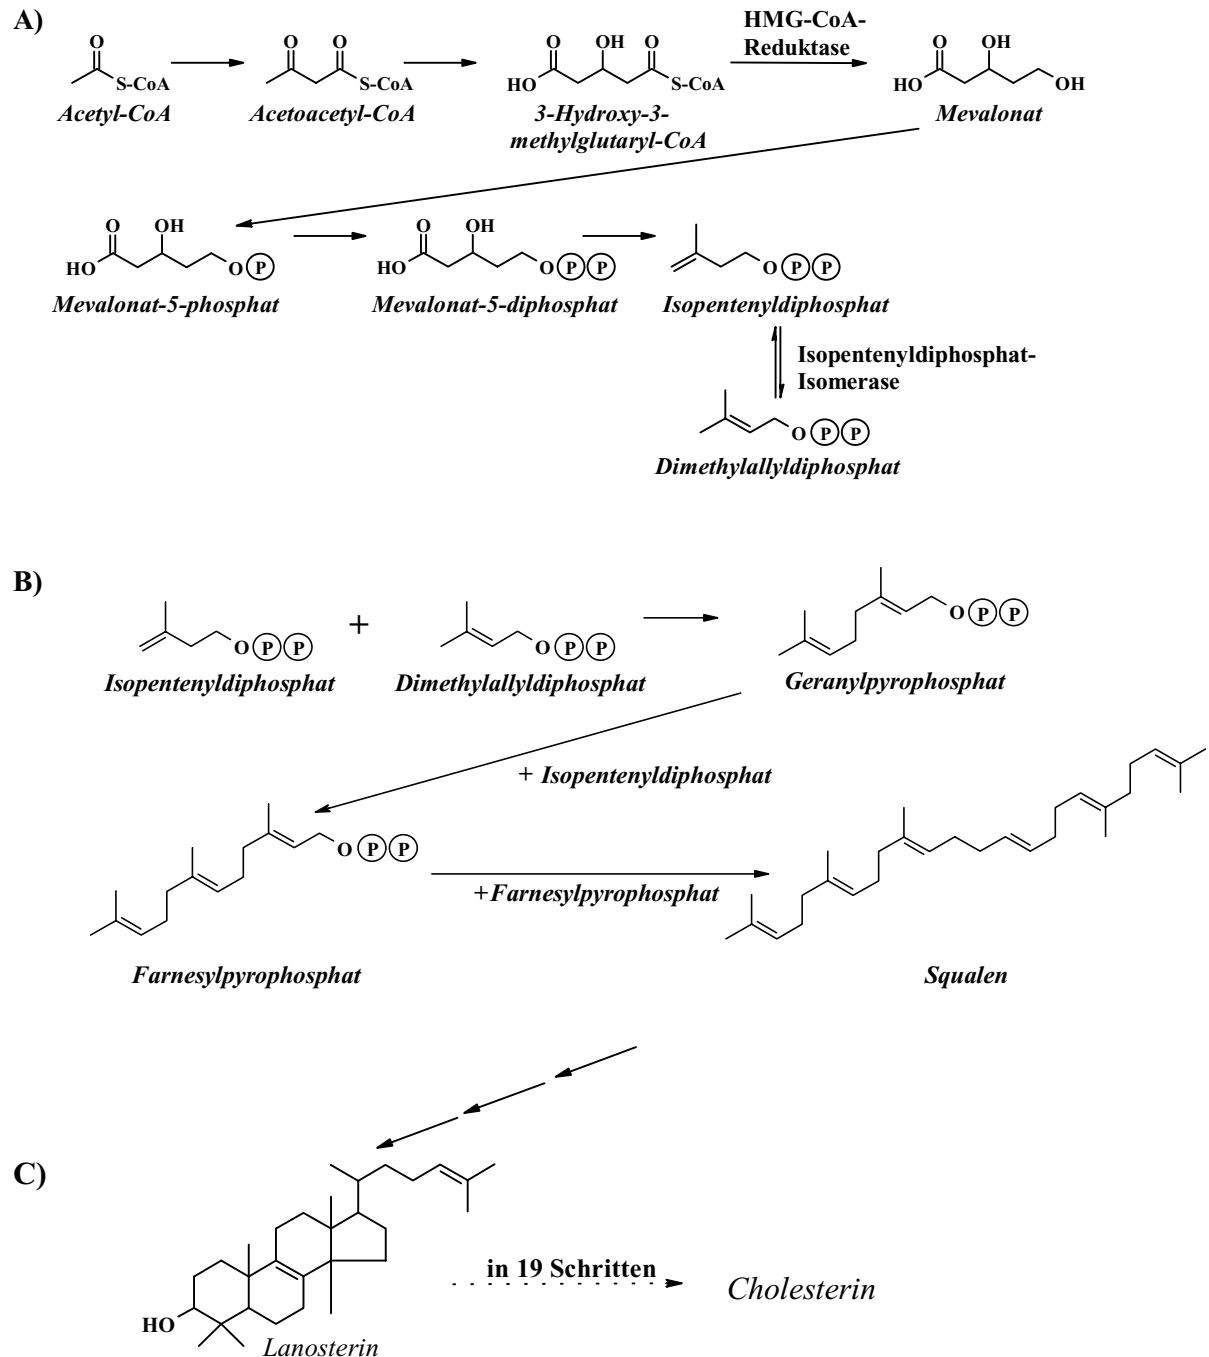 A)
HMG-CoA-
Reduktase
O
S-CoA
Acetyl-CoA
O O
S-CoA
Acetoacetyl-CoA
O OH O
HO S-CoA
3-Hydroxy-3-
methylglutaryl-CoA
O OH
HO OH
Mevalonat
O OH
HO O P
Mevalonat-5-phosphat
O OH
HO O P P
Mevalonat-5-diphosphat
O P P
Isopentenyldiphosphat
Isopentenyldiphosphat-
Isomerase
O P P
Dimethylallyldiphosphat
B)
O P P
Isopentenyldiphosphat
+
O P P
Dimethylallyldiphosphat
O P P
Geranylpyrophosphat
+ Isopentenyldiphosphat
O P P
Farnesylpyrophosphat
+Farnesylpyrophosphat
Squalen
C)
HO
Lanosterin
in 19 Schritten
Cholesterin